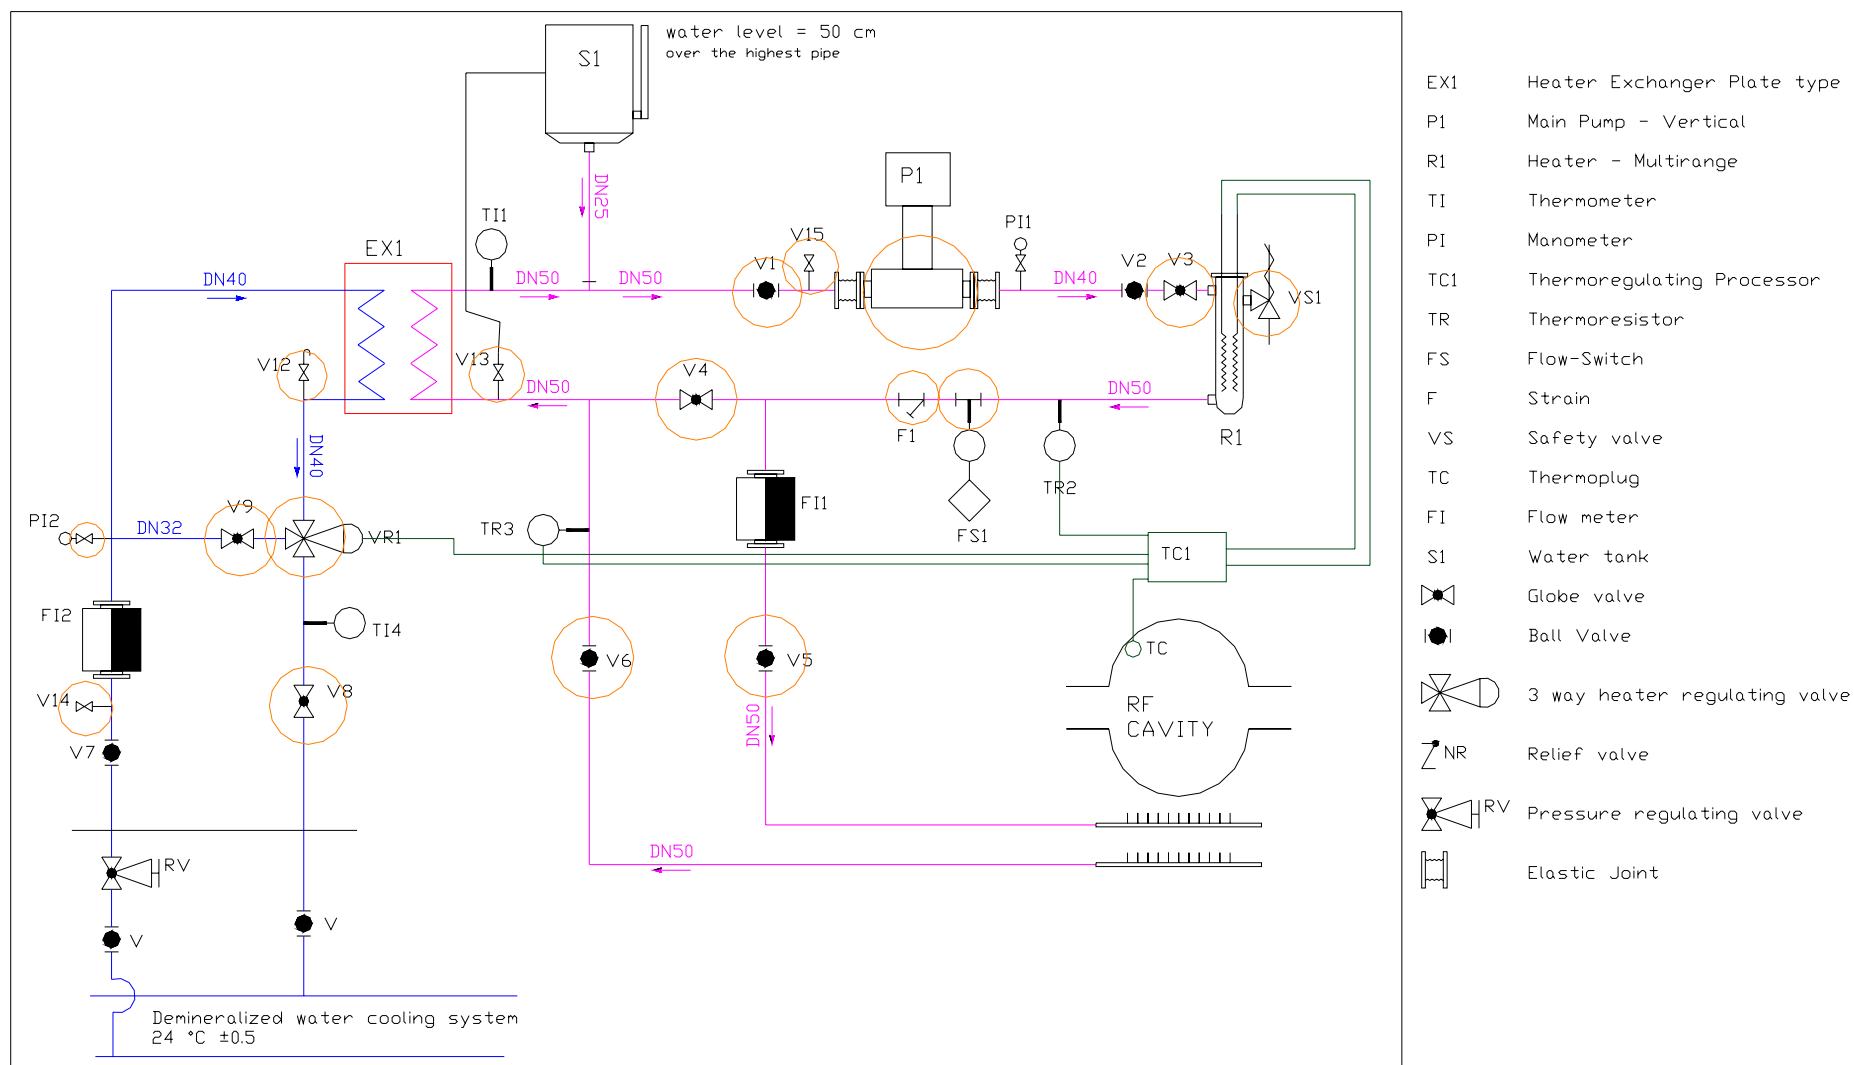 water level = 50 cm
over the highest pipe
S1
DN25
P1
TI1
V15
PI1
EX1
DN40
DN50
DN50
V1
DN40
V2
V3
VS1
V12
V13
DN50
V4
F1
DN50
R1
DN40
TR2
FS1
FI1
V9
PI2
DN32
VR1
TR3
TC1
FI2
TI4
V6
V5
TC
V14
V8
RF
CAVITY
DN50
V7
DN50
RV
V
V
Demineralized water cooling system
24 °C ±0.5
EX1 Heater Exchanger Plate type
P1 Main Pump - Vertical
R1 Heater - Multirange
TI Thermometer
PI Manometer
TC1 Thermoregulating Processor
TR Thermoresistor
FS Flow-Switch
F Strain
VS Safety valve
TC Thermoplug
FI Flow meter
S1 Water tank
Globe valve
Ball Valve
3 way heater regulating valve
NR Relief valve
RV Pressure regulating valve
Elastic Joint